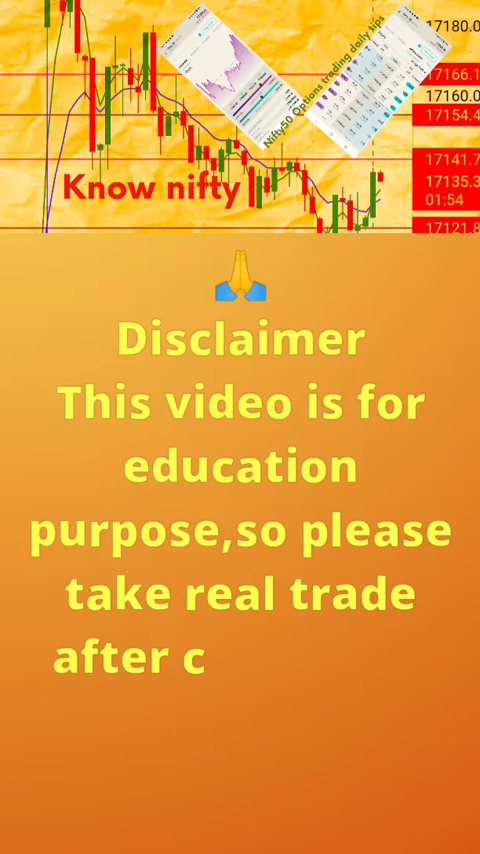 17180.0
Nifty50 Options trading daily tips
17166.1
17160.0
17154.4
17141.7
Know nifty
17135.3
01:54
17121.8
Disclaimer
This video is for
education
purpose,so please
take real trade
after c